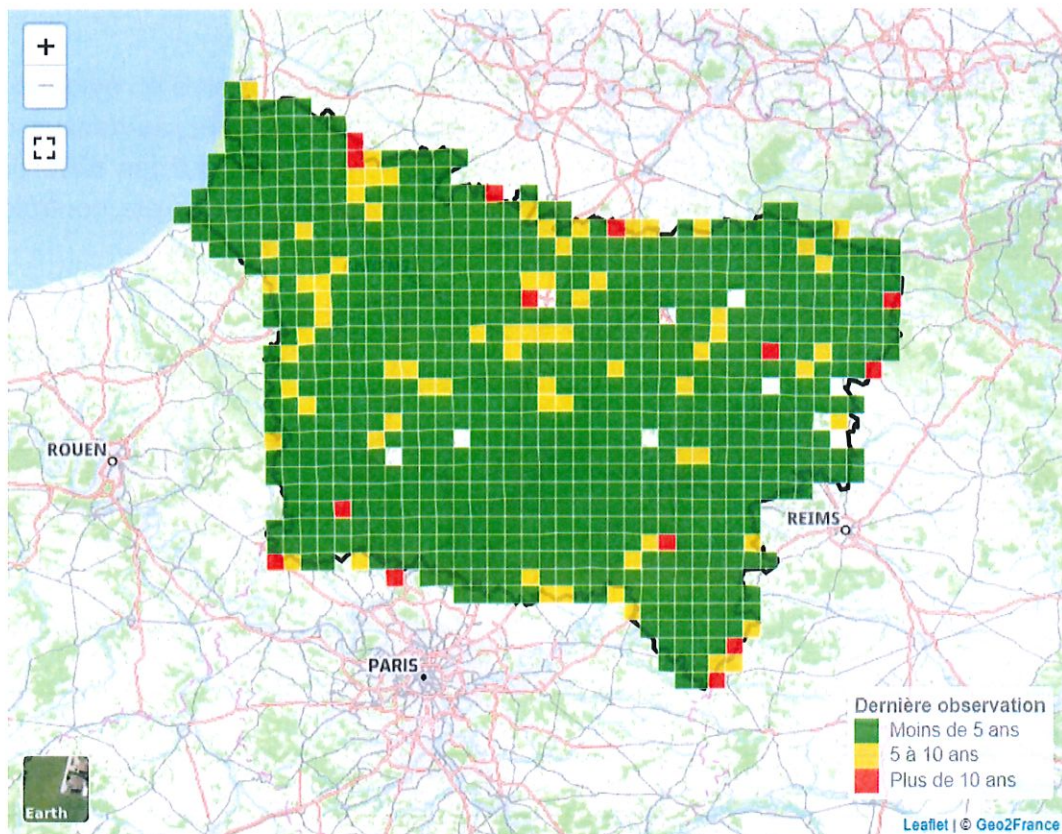 +
−
ROUEN
REIMS
PARIS
Dernière observation
Moins de 5 ans
5 à 10 ans
Plus de 10 ans
Earth
Leaflet | © Geo2France